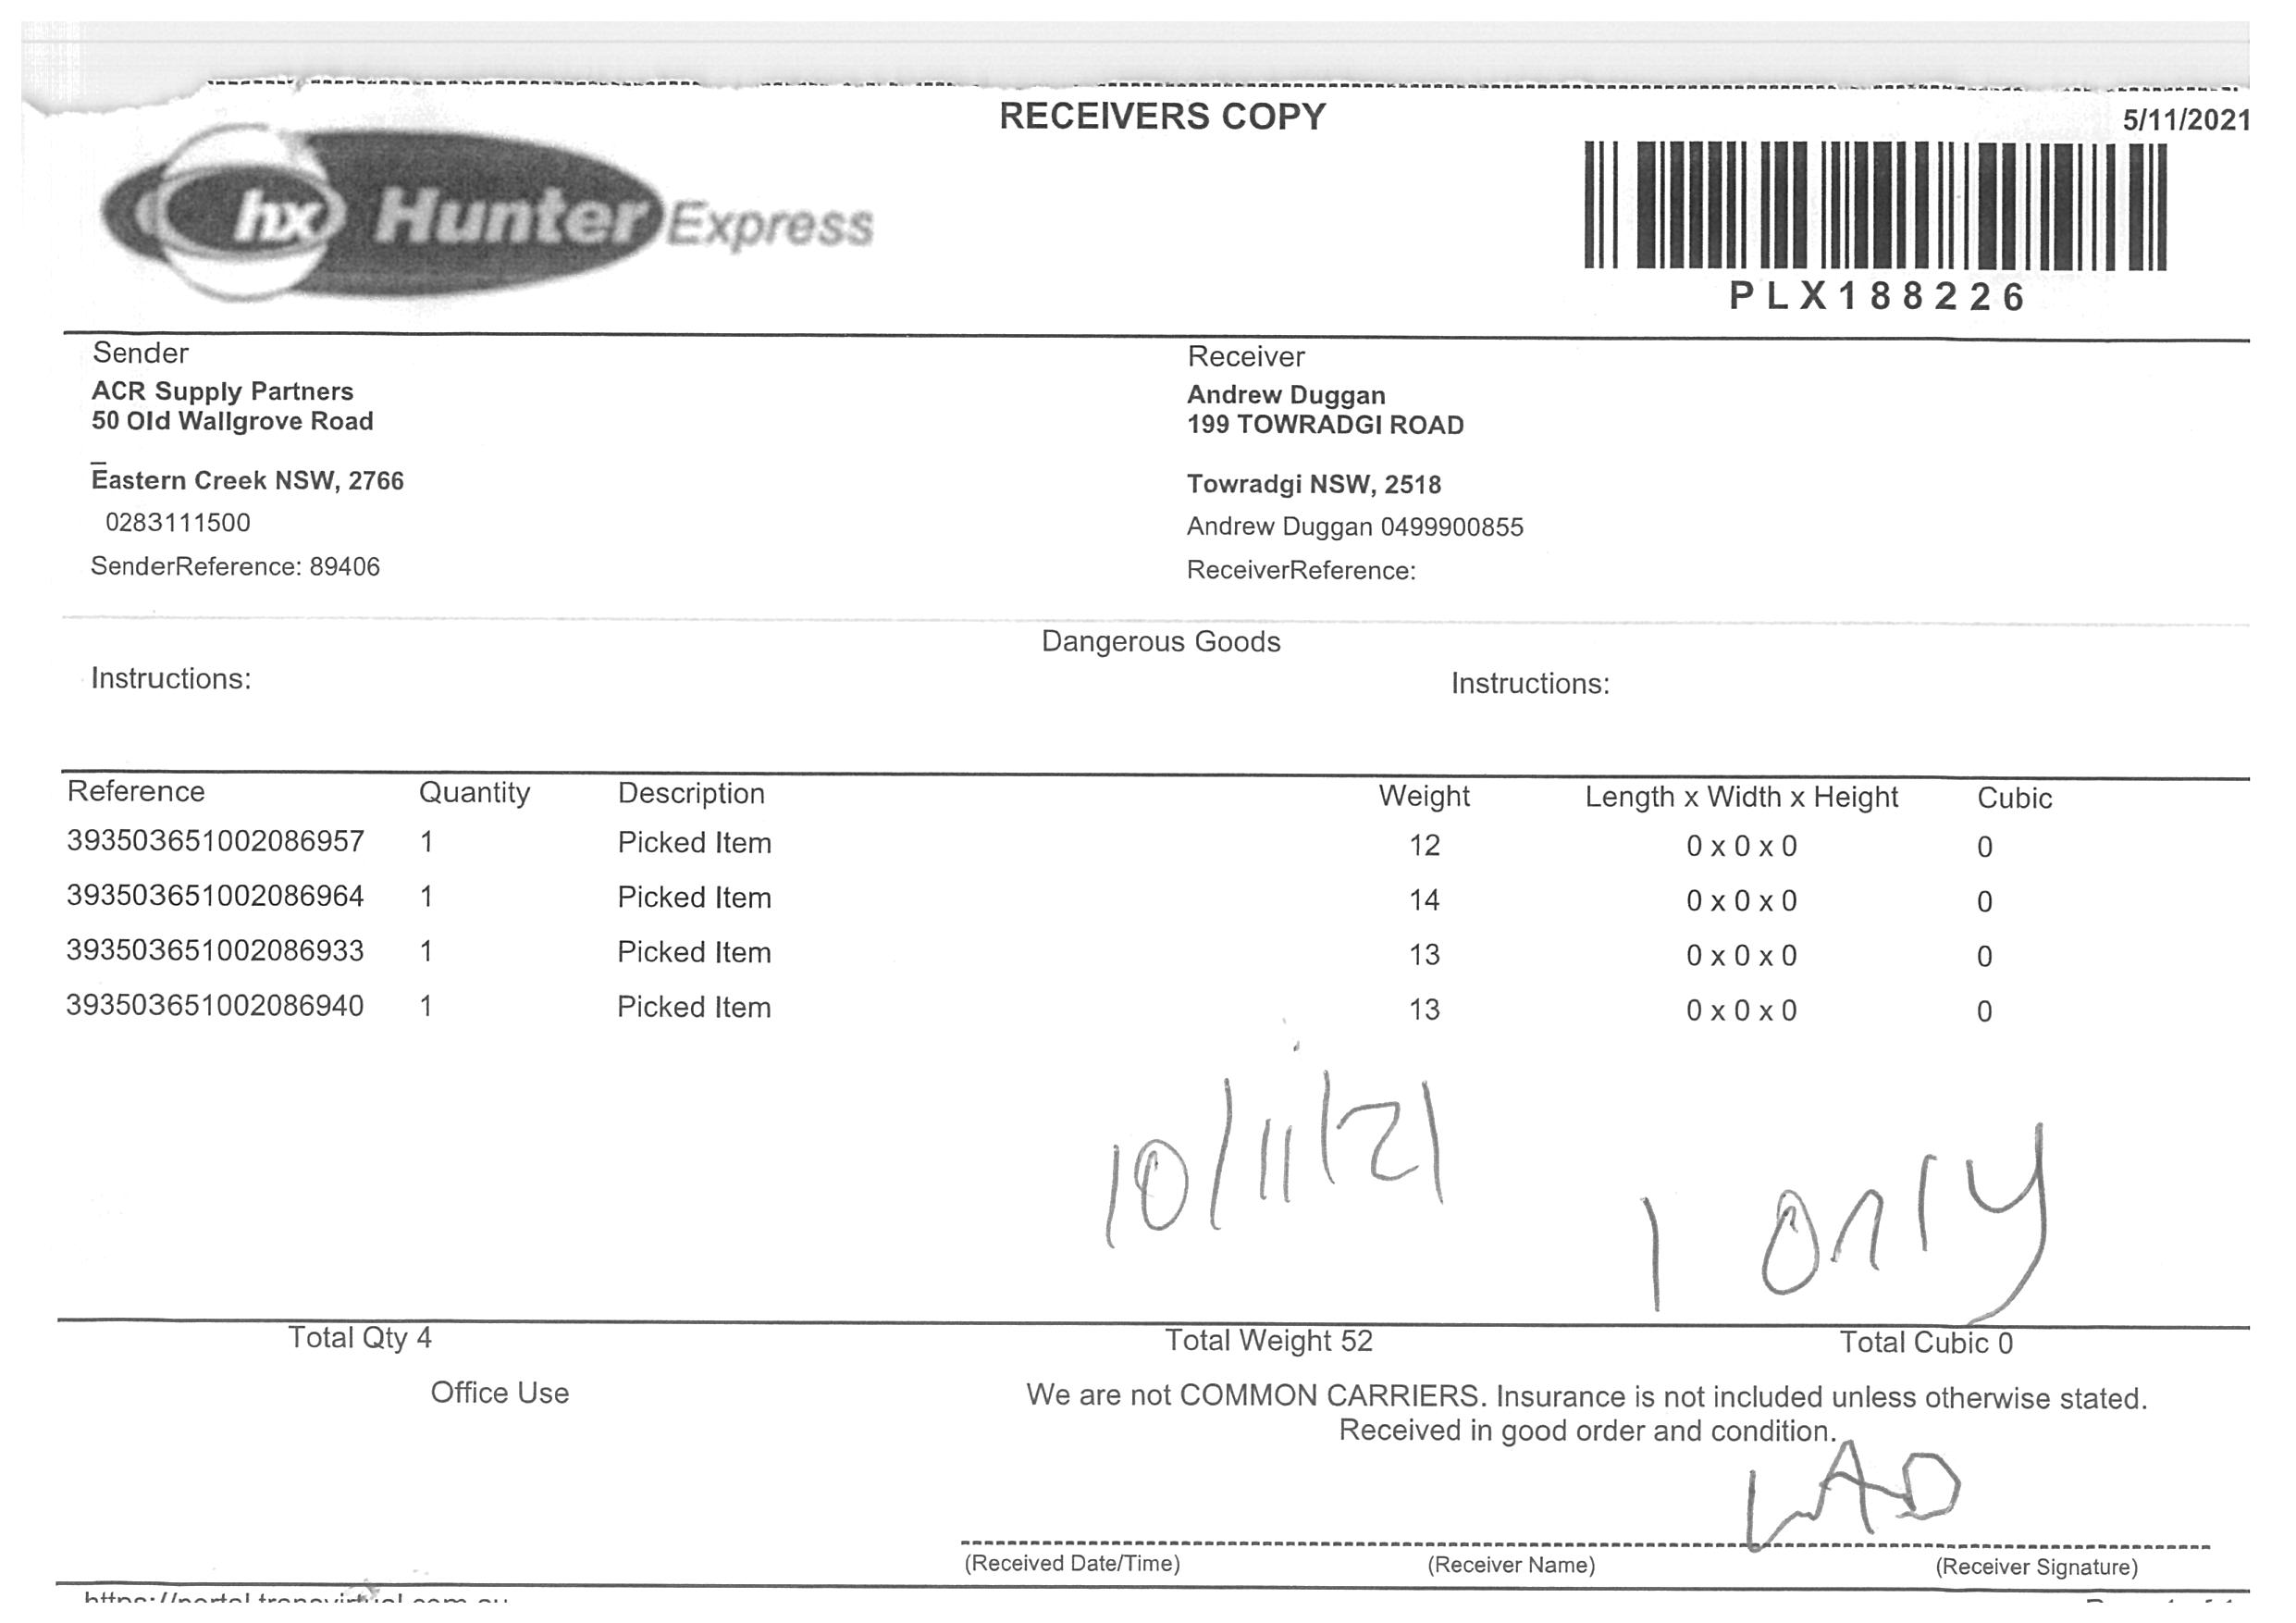 RECEIVERS COPY
5/11/2021
hx Hunter Express
PLX188226
Sender
ACR Supply Partners
50 Old Wallgrove Road
Eastern Creek NSW, 2766
0283111500
SenderReference: 89406
Receiver
Andrew Duggan
199 TOWRADGI ROAD
Towradgi NSW, 2518
Andrew Duggan 0499900855
ReceiverReference:
Dangerous Goods
Instructions: Instructions:
Reference Quantity Description Weight Length x Width x Height Cubic
393503651002086957 1 Picked Item 12 0 x 0 x 0 0
393503651002086964 1 Picked Item 14 0 x 0 x 0 0
393503651002086933 1 Picked Item 13 0 x 0 x 0 0
393503651002086940 1 Picked Item 13 0 x 0 x 0 0
10/11/21
1 only
Total Qty 4 Total Weight 52 Total Cubic 0
Office Use
We are not COMMON CARRIERS. Insurance is not included unless otherwise stated.
Received in good order and condition.
(Received Date/Time) (Receiver Name) (Receiver Signature)
https://portal.transvirtual.com.au